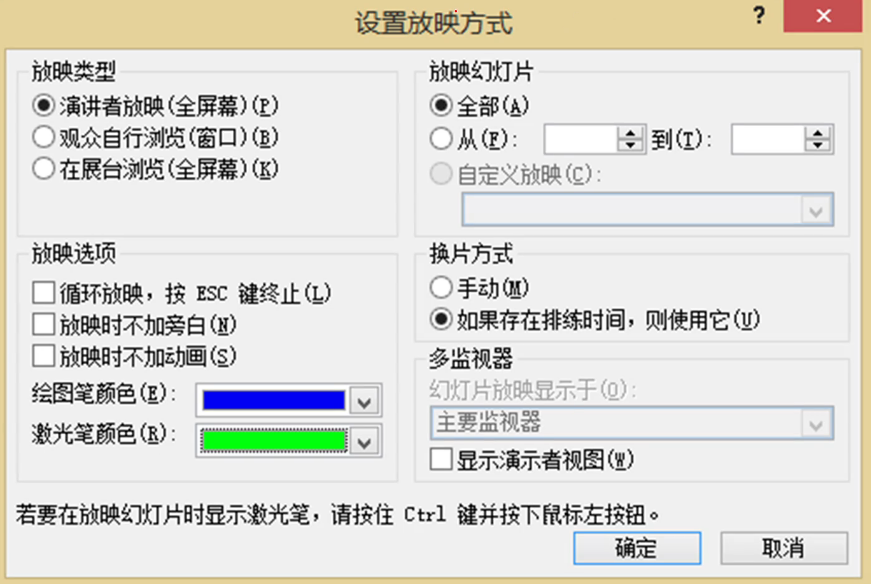 设置放映方式
?
放映类型
演讲者放映(全屏幕)(P)
观众自行浏览(窗口)(B)
在展台浏览(全屏幕)(K)
放映幻灯片
全部(A)
从(F): 到(T):
自定义放映(C):
放映选项
循环放映，按 ESC 键终止(L)
放映时不加旁白(N)
放映时不加动画(S)
绘图笔颜色(E):
激光笔颜色(R):
换片方式
手动(M)
如果存在排练时间，则使用它(U)
多监视器
幻灯片放映显示于(O):
主要监视器
显示演示者视图(W)
若要在放映幻灯片时显示激光笔，请按住 Ctrl 键并按下鼠标左按钮。
确定 取消